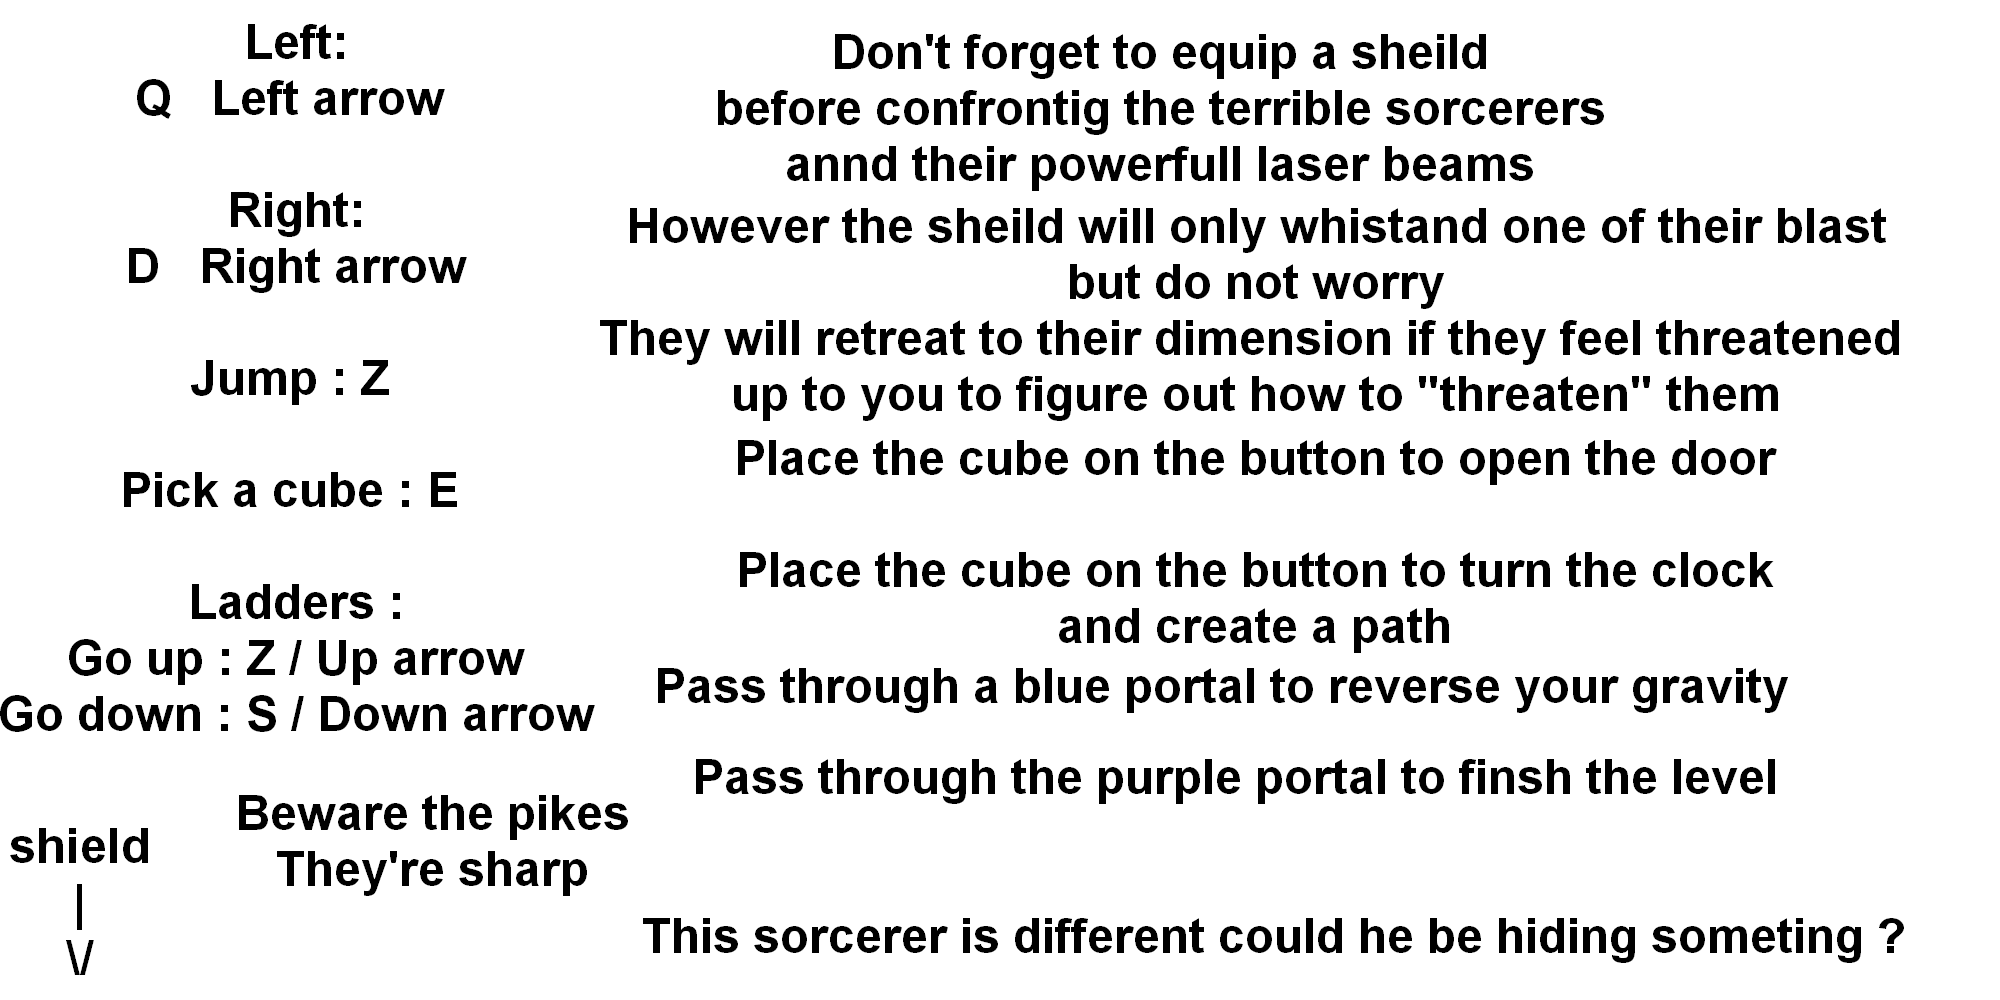 Left:
Q Left arrow
Right:
D Right arrow
Jump : Z
Pick a cube : E
Ladders :
Go up : Z / Up arrow
Go down : S / Down arrow
shield
|
\/
Beware the pikes
They're sharp
Don't forget to equip a sheild
before confrontig the terrible sorcerers
annd their powerfull laser beams
However the sheild will only whistand one of their blast
but do not worry
They will retreat to their dimension if they feel threatened
up to you to figure out how to "threaten" them
Place the cube on the button to open the door
Place the cube on the button to turn the clock
and create a path
Pass through a blue portal to reverse your gravity
Pass through the purple portal to finsh the level
This sorcerer is different could he be hiding someting ?